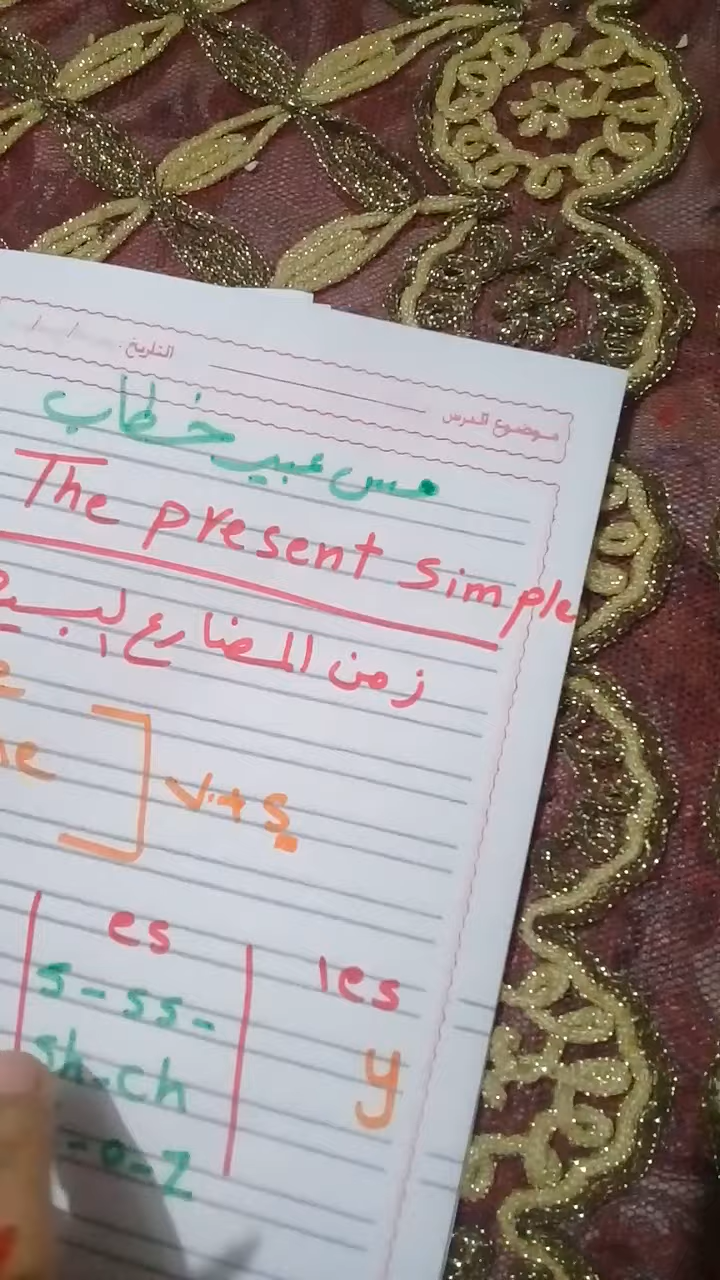 التاريخ: / /
موضوع الدرس
مس عبير خطاب
The present simple
زمن المضارع
V.+s
es
ies
s - ss -
y
sh - ch
- o - z